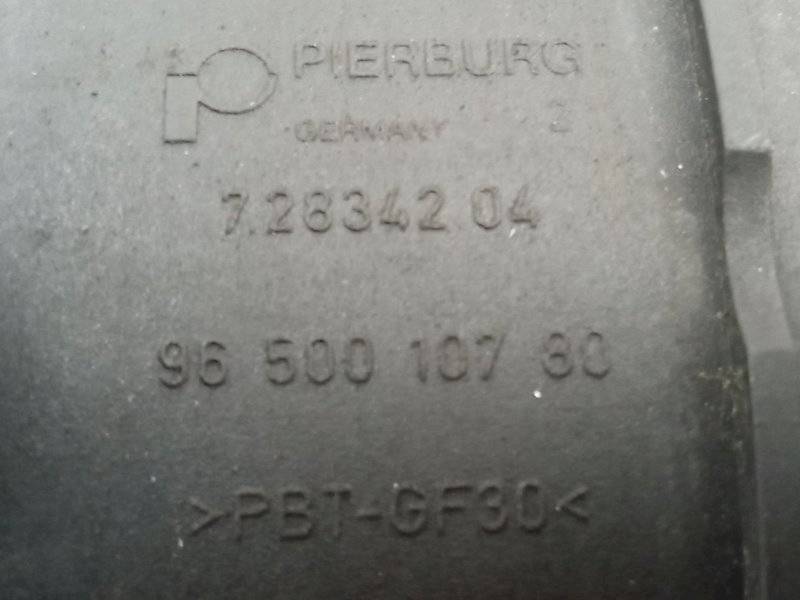 PIERBURG
GERMANY 2
7.28342 04
96 500 107 80
>PBT-GF30<